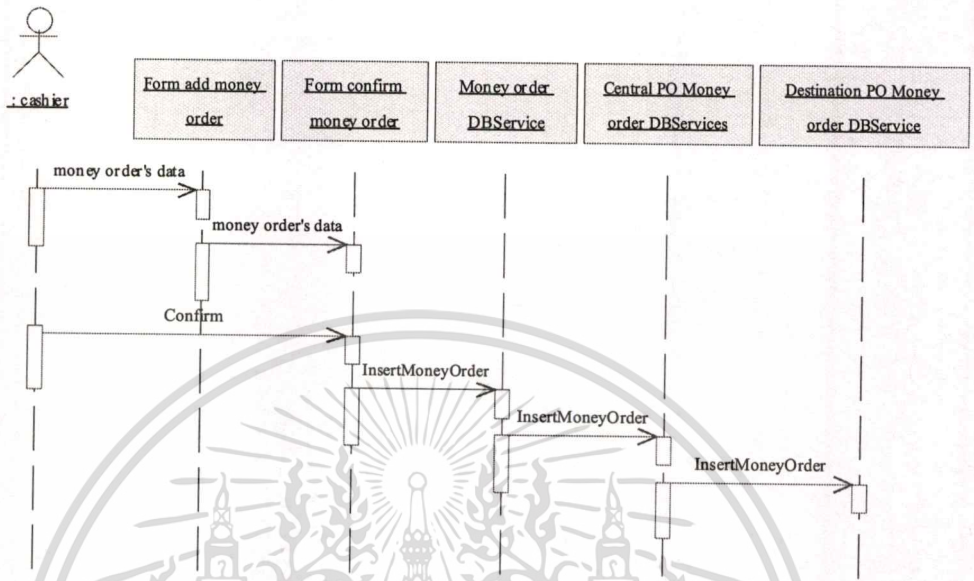 : cashier
Form add money
order
Form confirm
money order
Money order
DBService
Central PO Money
order DBServices
Destination PO Money
order DBService
money order's data
money order's data
Confirm
InsertMoneyOrder
InsertMoneyOrder
InsertMoneyOrder